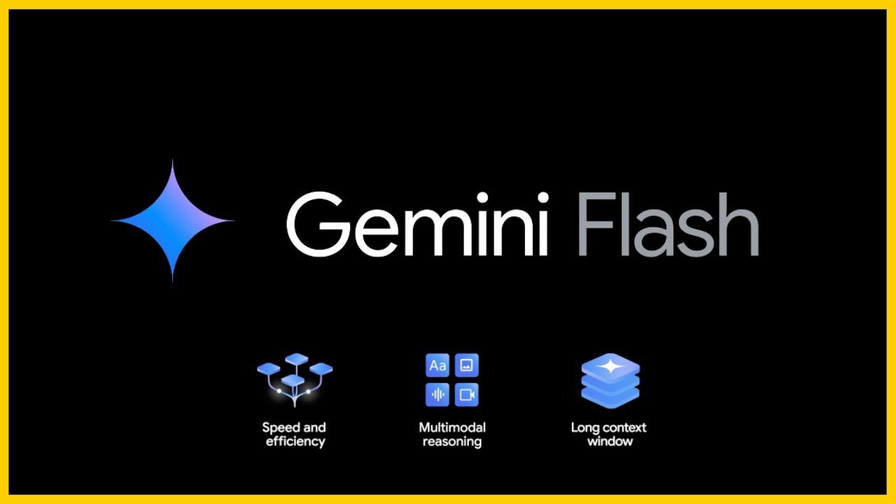 Gemini Flash
Aa
Speed and
efficiency
Multimodal
reasoning
Long context
window